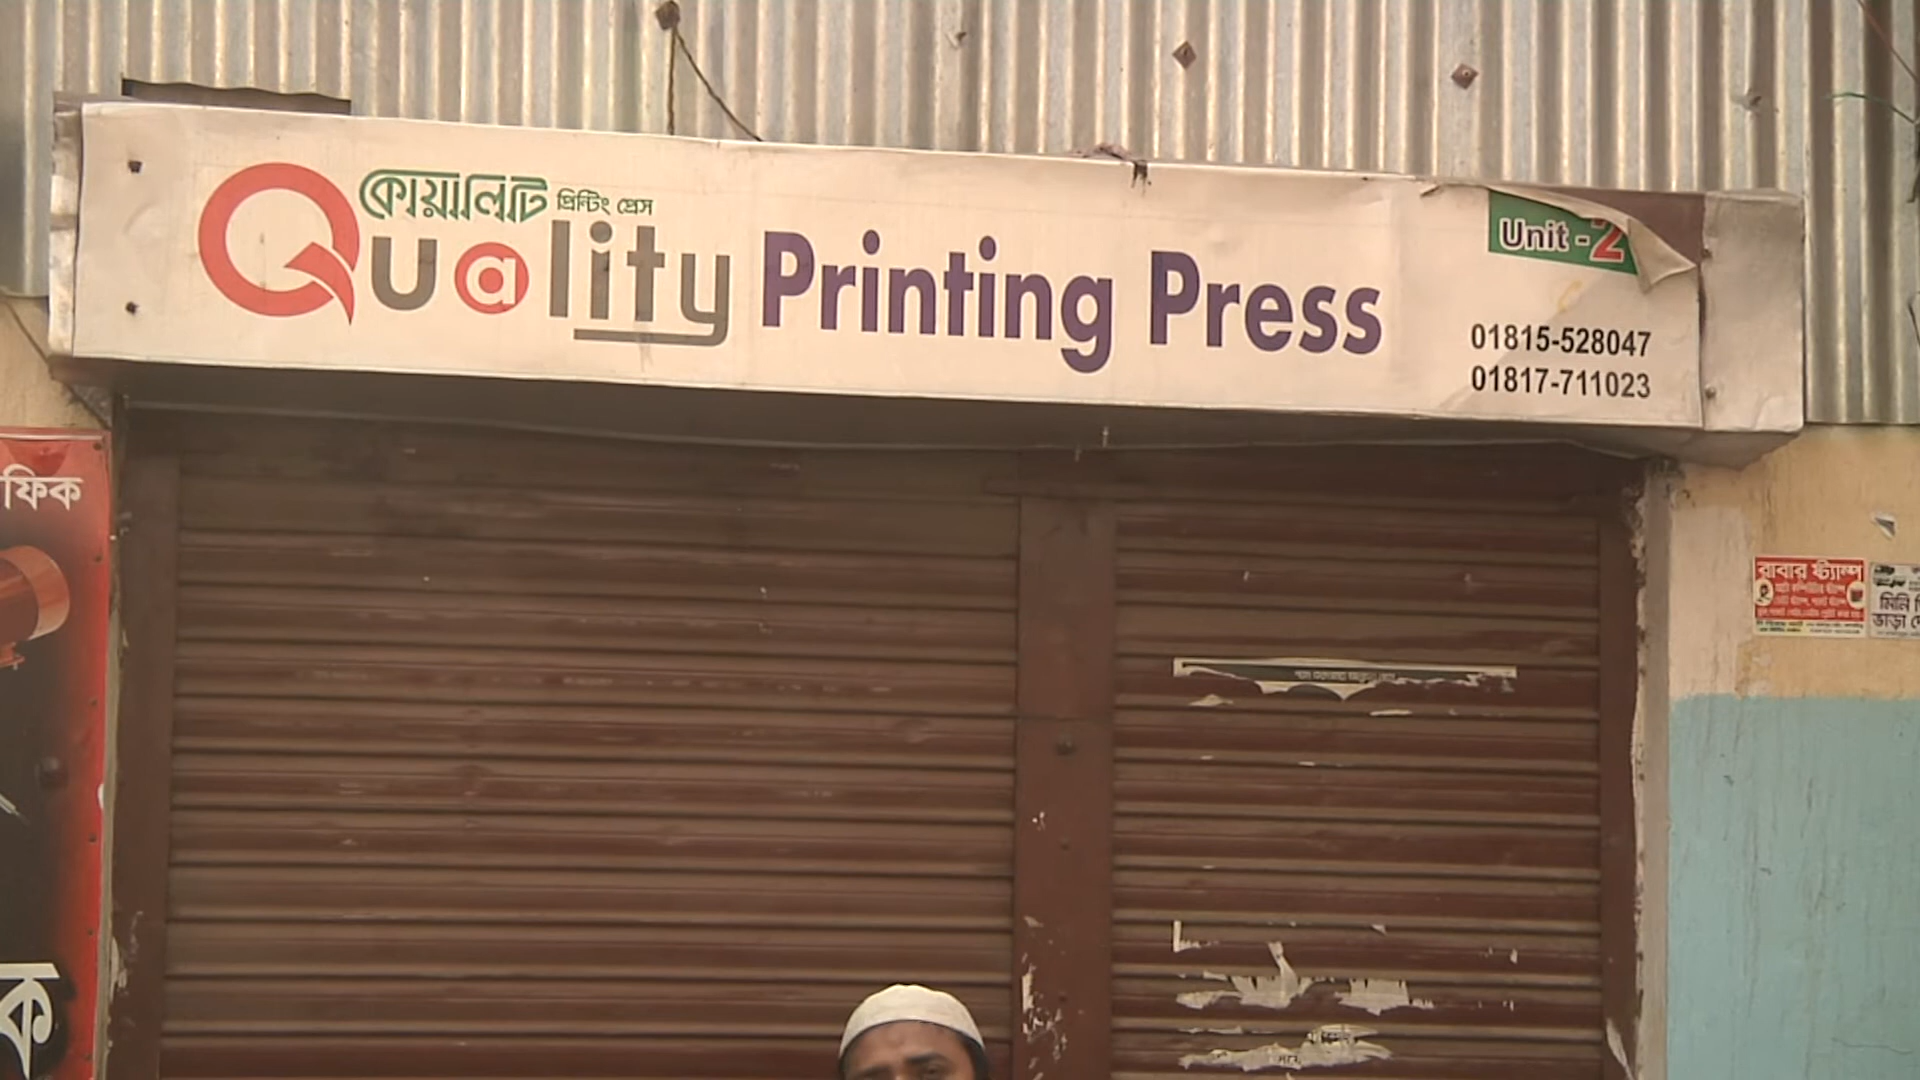 কোয়ালিটি প্রিন্টিং প্রেস
Quality Printing Press
Unit - 2
01815-528047
01817-711023
ফিক
ক
রাবার স্ট্যাম্প
মিনি
ভাড়া